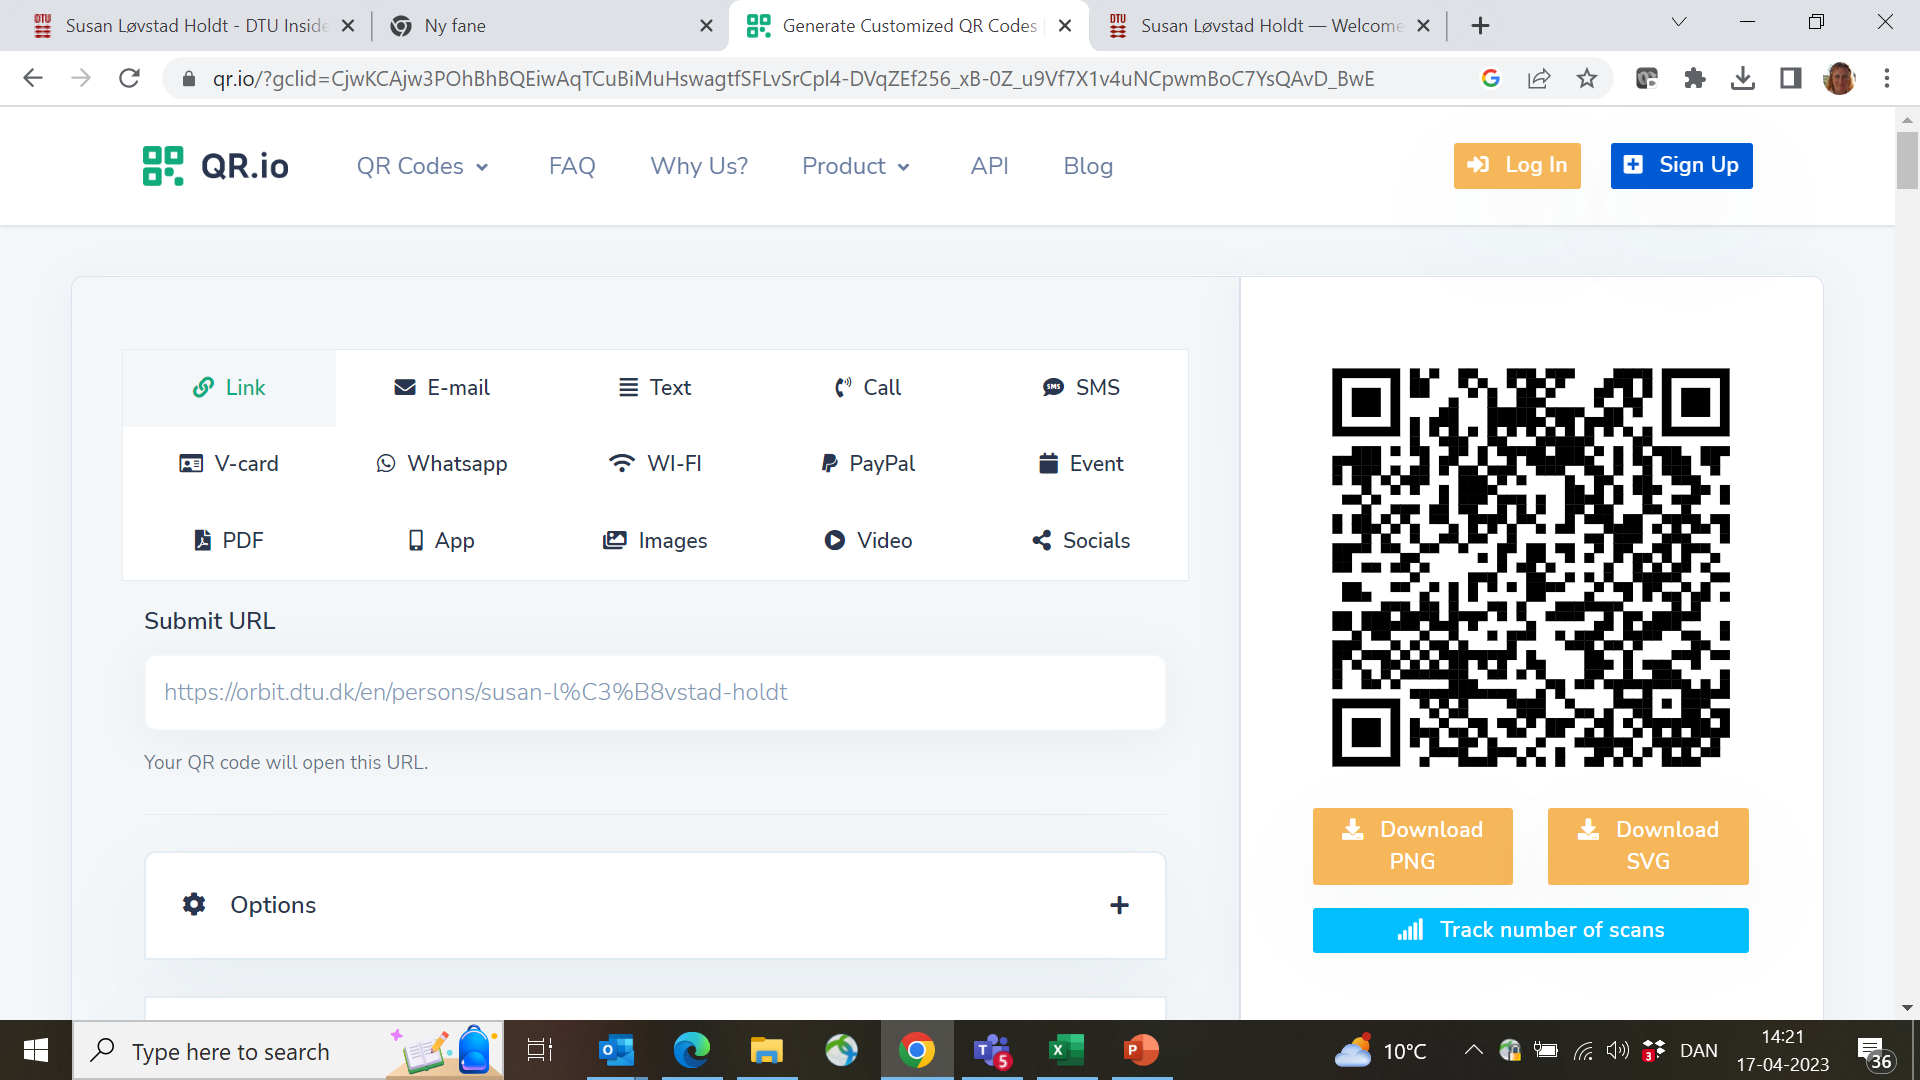 Susan Løvstad Holdt - DTU Inside
Ny fane
Generate Customized QR Codes
Susan Løvstad Holdt — Welcome
qr.io/?gclid=CjwKCAjw3POhBhBQEiwAqTCuBiMuHswagtfSFLvSrCpl4-DVqZEf256_xB-0Z_u9Vf7X1v4uNCpwmBoC7YsQAvD_BwE
QR.io
QR Codes
FAQ
Why Us?
Product
API
Blog
Log In
Sign Up
Link
E-mail
Text
Call
SMS
V-card
Whatsapp
WI-FI
PayPal
Event
PDF
App
Images
Video
Socials
Submit URL
https://orbit.dtu.dk/en/persons/susan-l%C3%B8vstad-holdt
Your QR code will open this URL.
Options
Download
PNG
Download
SVG
Track number of scans
Type here to search
5
10°C
3
DAN
14:21
17-04-2023
36